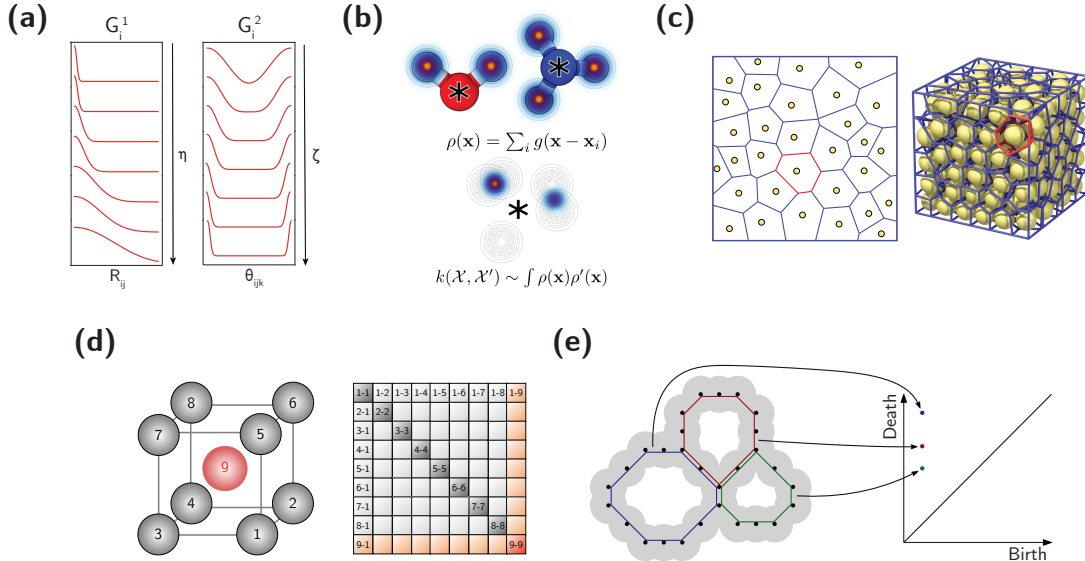 (a)
G_i^1
G_i^2
η
ζ
R_ij
θ_ijk
(b)
*
*
ρ(x) = ∑_i g(x − x_i)
*
k(𝒳, 𝒳′) ∼ ∫ ρ(x)ρ′(x)
(c)
(d)
8
6
7
5
9
4
2
3
1
1-1 1-2 1-3 1-4 1-5 1-6 1-7 1-8 1-9
2-1 2-2
3-1 3-3
4-1 4-4
5-1 5-5
6-1 6-6
7-1 7-7
8-1 8-8
9-1 9-9
(e)
Death
Birth